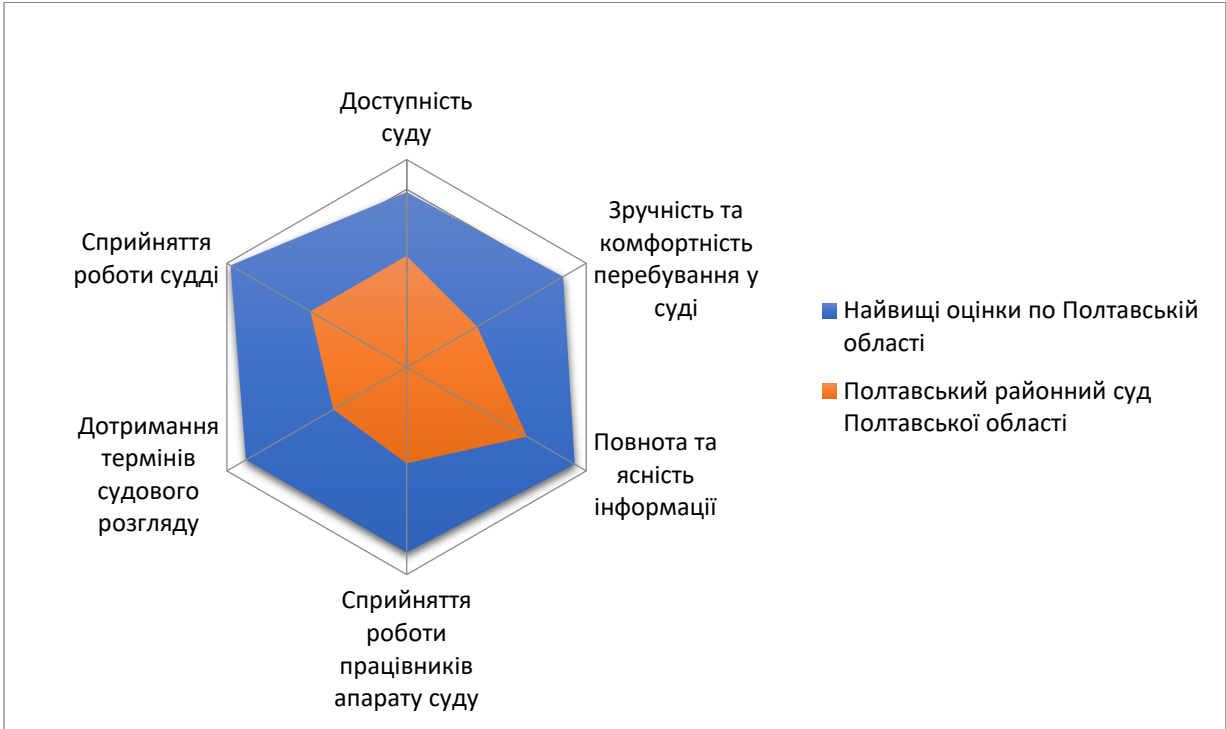 Доступність
суду
Зручність та
комфортність
перебування у
суді
Повнота та
ясність
інформації
Сприйняття
роботи
працівників
апарату суду
Дотримання
термінів
судового
розгляду
Сприйняття
роботи судді
Найвищі оцінки по Полтавській
області
Полтавський районний суд
Полтавської області